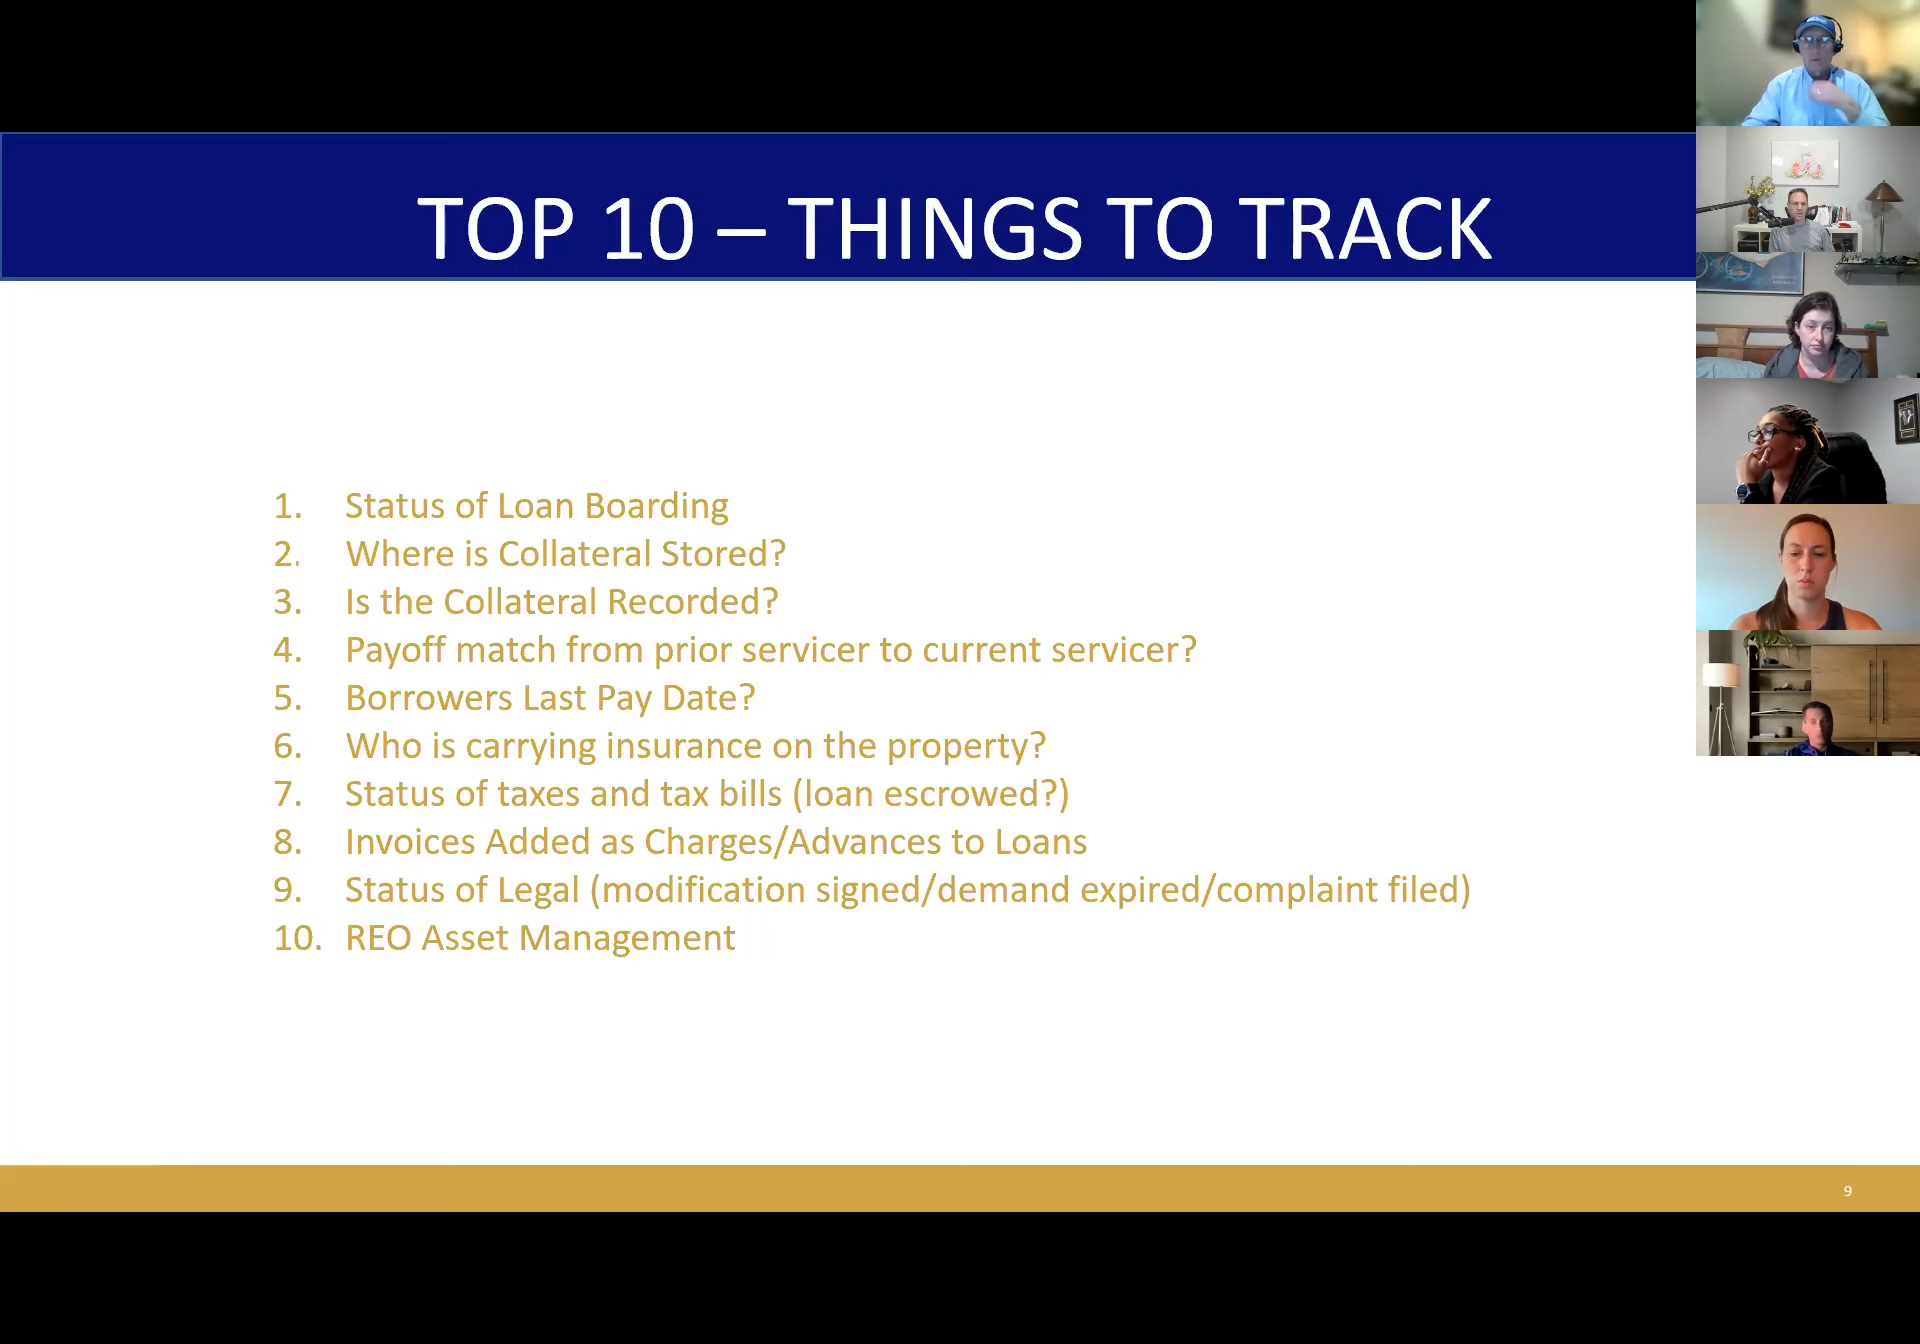 TOP 10 – THINGS TO TRACK
1. Status of Loan Boarding
2. Where is Collateral Stored?
3. Is the Collateral Recorded?
4. Payoff match from prior servicer to current servicer?
5. Borrowers Last Pay Date?
6. Who is carrying insurance on the property?
7. Status of taxes and tax bills (loan escrowed?)
8. Invoices Added as Charges/Advances to Loans
9. Status of Legal (modification signed/demand expired/complaint filed)
10. REO Asset Management
9